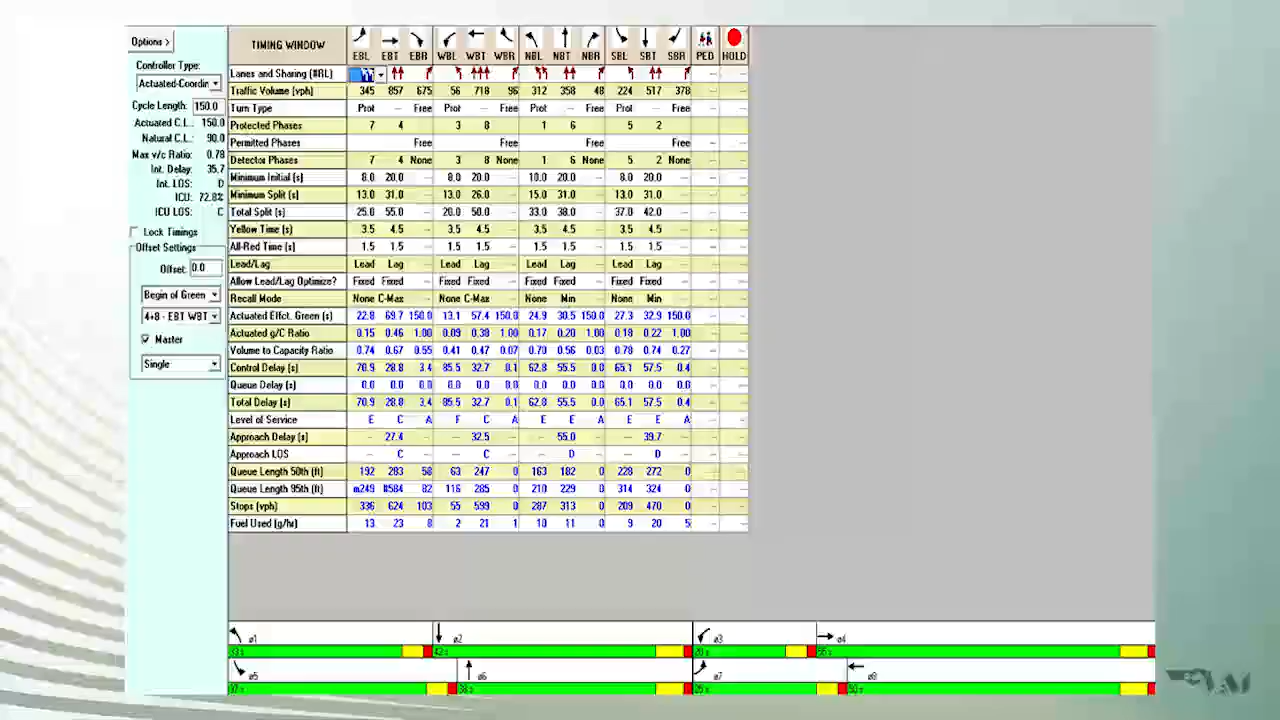 Options >
Controller Type:
Actuated-Coordin
Cycle Length: 150.0
Actuated C.L.: 150.0
Natural C.L.: 90.0
Max v/c Ratio: 0.78
Int. Delay: 35.7
Int. LOS: D
ICU: 72.8%
ICU LOS: C
Lock Timings
Offset Settings
Offset: 0.0
Begin of Green
4+8 - EBT WBT
Master
Single
TIMING WINDOW EBL EBT EBR WBL WBT WBR NBL NBT NBR SBL SBT SBR PED HOLD
Lanes and Sharing (#RL)
Traffic Volume (vph) 345 857 675 56 718 96 312 358 48 224 517 378 — —
Turn Type Prot — Free Prot — Free Prot — Free Prot — Free — —
Protected Phases 7 4 3 8 1 6 5 2 — —
Permitted Phases Free Free Free Free — —
Detector Phases 7 4 None 3 8 None 1 6 None 5 2 None — —
Minimum Initial (s) 8.0 20.0 — 8.0 20.0 — 10.0 20.0 — 8.0 20.0 — — —
Minimum Split (s) 13.0 31.0 — 13.0 26.0 — 15.0 31.0 — 13.0 31.0 — — —
Total Split (s) 25.0 55.0 — 20.0 50.0 — 33.0 38.0 — 37.0 42.0 — — —
Yellow Time (s) 3.5 4.5 — 3.5 4.5 — 3.5 4.5 — 3.5 4.5 — — —
All-Red Time (s) 1.5 1.5 — 1.5 1.5 — 1.5 1.5 — 1.5 1.5 — — —
Lead/Lag Lead Lag — Lead Lag — Lead Lag — Lead Lag — — —
Allow Lead/Lag Optimize? Fixed Fixed — Fixed Fixed — Fixed Fixed — Fixed Fixed — — —
Recall Mode None C-Max — None C-Max — None Min — None Min — — —
Actuated Effct. Green (s) 22.8 69.7 150.0 13.1 57.4 150.0 24.9 30.5 150.0 27.3 32.9 150.0 — —
Actuated g/C Ratio 0.15 0.46 1.00 0.09 0.38 1.00 0.17 0.20 1.00 0.18 0.22 1.00 — —
Volume to Capacity Ratio 0.74 0.67 0.55 0.41 0.47 0.07 0.70 0.56 0.03 0.78 0.74 0.27 — —
Control Delay (s) 70.9 28.8 3.4 85.5 32.7 0.1 62.8 55.5 0.0 65.1 57.5 0.4 — —
Queue Delay (s) 0.0 0.0 0.0 0.0 0.0 0.0 0.0 0.0 0.0 0.0 0.0 0.0 — —
Total Delay (s) 70.9 28.8 3.4 85.5 32.7 0.1 62.8 55.5 0.0 65.1 57.5 0.4 — —
Level of Service E C A F C A E E A E E A — —
Approach Delay (s) — 27.4 — — 32.5 — — 55.0 — — 39.7 — — —
Approach LOS — C — — C — — D — — D — — —
Queue Length 50th (ft) 192 283 58 63 247 0 163 182 0 228 272 0 — —
Queue Length 95th (ft) m249 #584 82 116 285 0 210 229 0 314 324 0 — —
Stops (vph) 336 624 103 55 599 0 287 313 0 209 470 0 — —
Fuel Used (g/hr) 13 23 8 2 21 1 10 11 0 9 20 5 — —
ø1 ø2 ø3 ø4
33 s 42 s 20 s 55 s
ø5 ø6 ø7 ø8
37 s 38 s 25 s 50 s